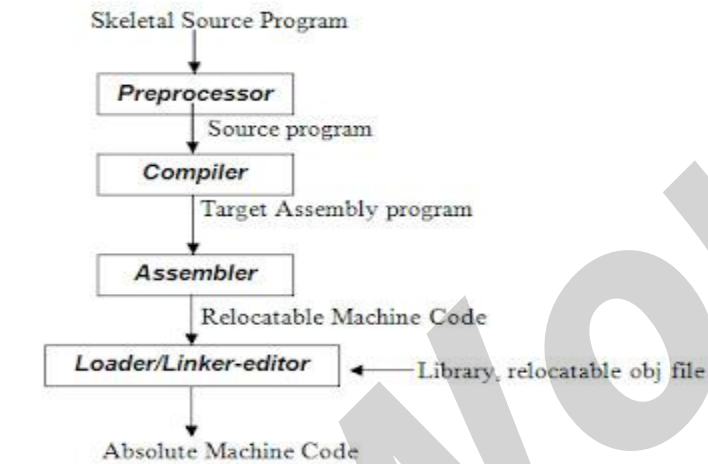 Skeletal Source Program
Preprocessor
Source program
Compiler
Target Assembly program
Assembler
Relocatable Machine Code
Loader/Linker-editor
Library, relocatable obj file
Absolute Machine Code